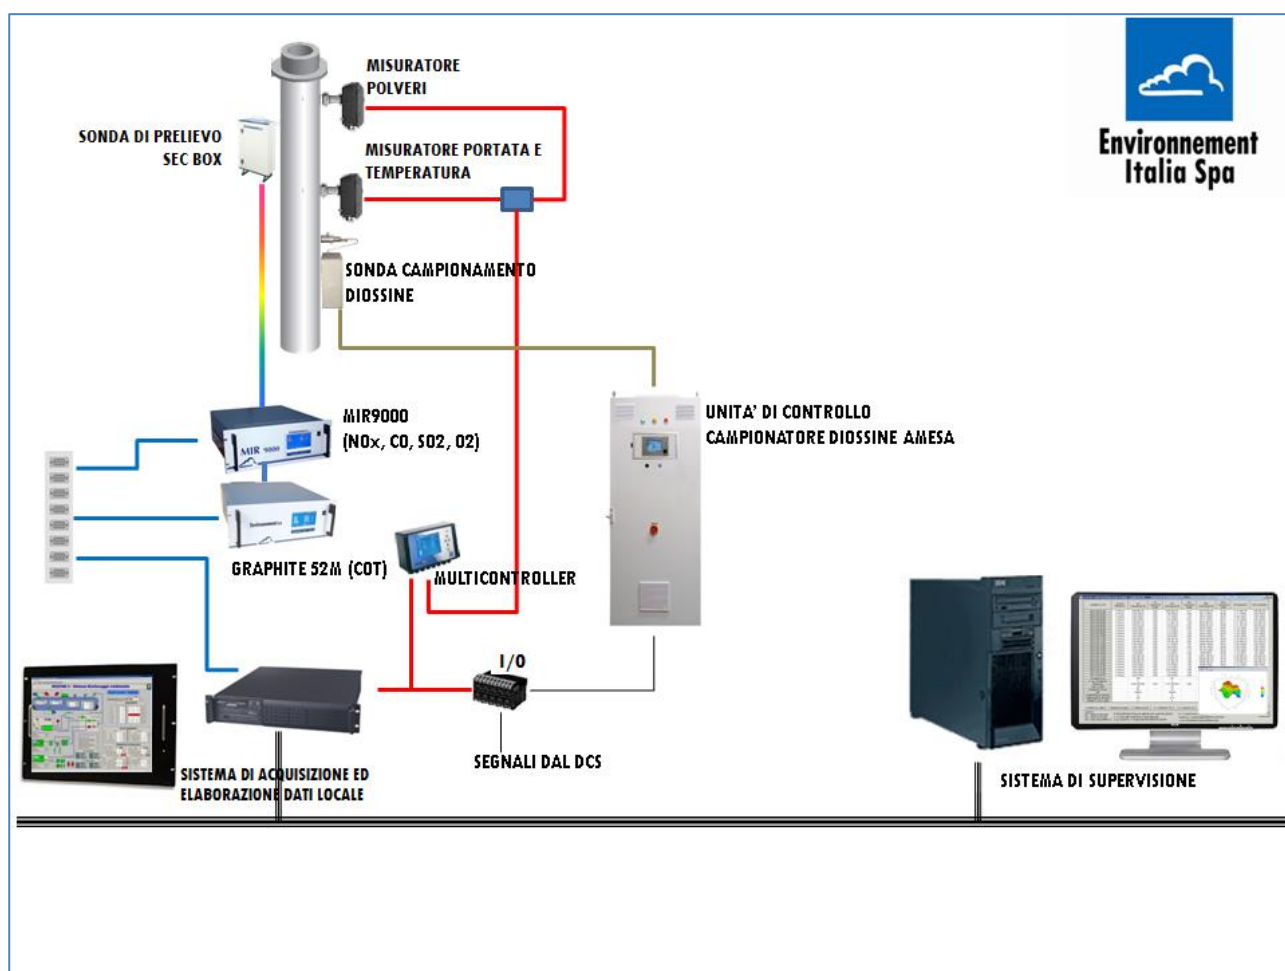 MISURATORE
POLVERI
Environnement
Italia Spa
SONDA DI PRELIEVO
SEC BOX
MISURATORE PORTATA E
TEMPERATURA
SONDA CAMPIONAMENTO
DIOSSINE
MIR9000
(NOx, CO, SO2, O2)
MIR 9000
UNITA' DI CONTROLLO
CAMPIONATORE DIOSSINE AMESA
GRAPHITE 52M (COT)
MULTICONTROLLER
I/O
SEGNALI DAL DCS
SISTEMA DI ACQUISIZIONE ED
ELABORAZIONE DATI LOCALE
SISTEMA DI SUPERVISIONE